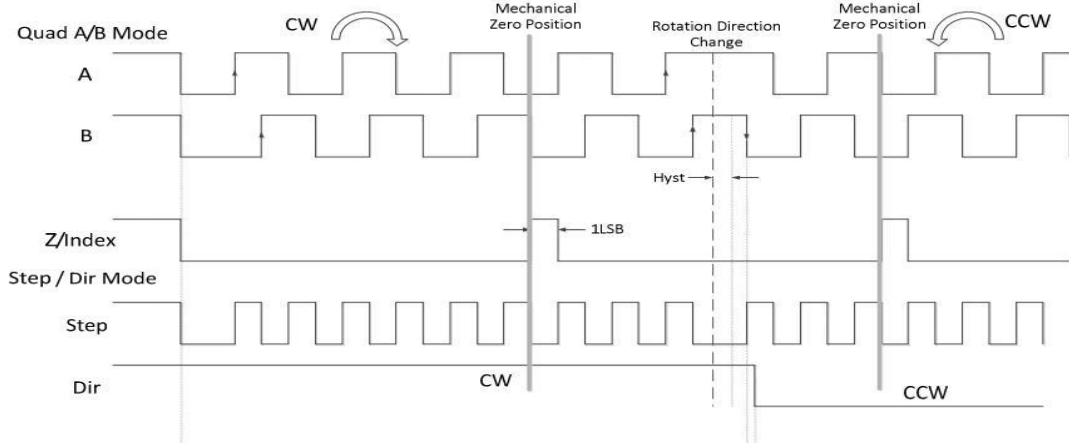 Quad A/B Mode
CW
Mechanical
Zero Position
Rotation Direction
Change
Mechanical
Zero Position
CCW
A
B
Hyst
Z/Index
1LSB
Step / Dir Mode
Step
Dir
CW
CCW